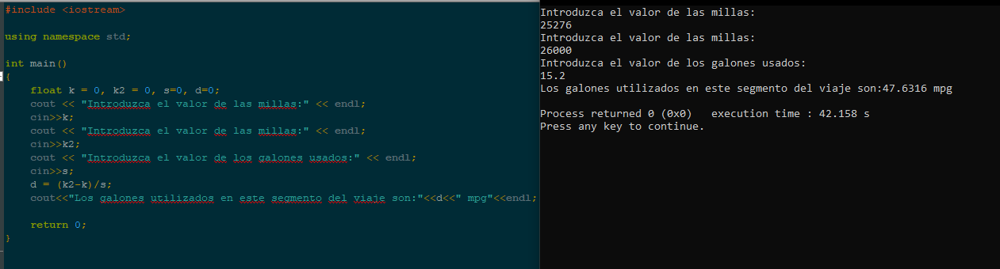 #include <iostream>
using namespace std;
int main()
{
float k = 0, k2 = 0, s=0, d=0;
cout << "Introduzca el valor de las millas:" << endl;
cin>>k;
cout << "Introduzca el valor de las millas:" << endl;
cin>>k2;
cout << "Introduzca el valor de los galones usados:" << endl;
cin>>s;
d = (k2-k)/s;
cout<<"Los galones utilizados en este segmento del viaje son:"<<d<<" mpg"<<endl;
return 0;
}
Introduzca el valor de las millas:
25276
Introduzca el valor de las millas:
26000
Introduzca el valor de los galones usados:
15.2
Los galones utilizados en este segmento del viaje son:47.6316 mpg
Process returned 0 (0x0)   execution time : 42.158 s
Press any key to continue.